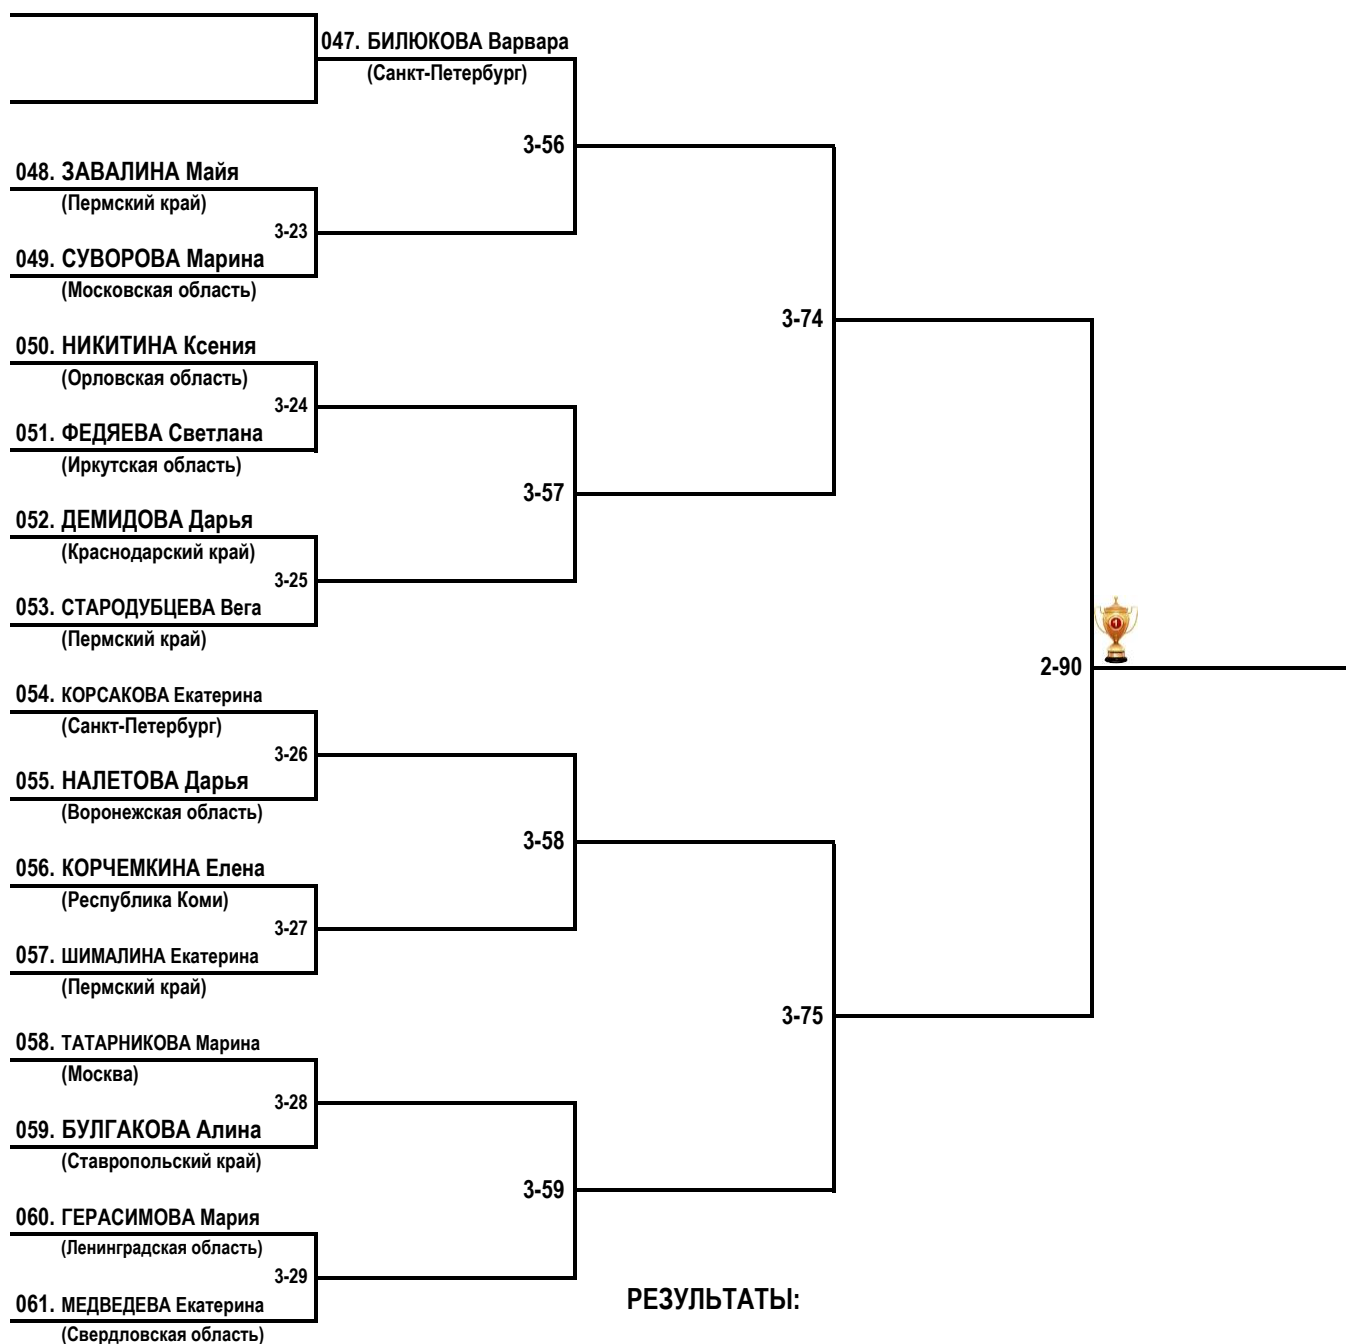 047. БИЛЮКОВА Варвара
(Санкт-Петербург)
3-56
048. ЗАВАЛИНА Майя
(Пермский край)
3-23
049. СУВОРОВА Марина
(Московская область)
3-74
050. НИКИТИНА Ксения
(Орловская область)
3-24
051. ФЕДЯЕВА Светлана
(Иркутская область)
3-57
052. ДЕМИДОВА Дарья
(Краснодарский край)
3-25
053. СТАРОДУБЦЕВА Вега
(Пермский край)
1
2-90
054. КОРСАКОВА Екатерина
(Санкт-Петербург)
3-26
055. НАЛЕТОВА Дарья
(Воронежская область)
3-58
056. КОРЧЕМКИНА Елена
(Республика Коми)
3-27
057. ШИМАЛИНА Екатерина
(Пермский край)
3-75
058. ТАТАРНИКОВА Марина
(Москва)
3-28
059. БУЛГАКОВА Алина
(Ставропольский край)
3-59
060. ГЕРАСИМОВА Мария
(Ленинградская область)
3-29
061. МЕДВЕДЕВА Екатерина
(Свердловская область)
РЕЗУЛЬТАТЫ: